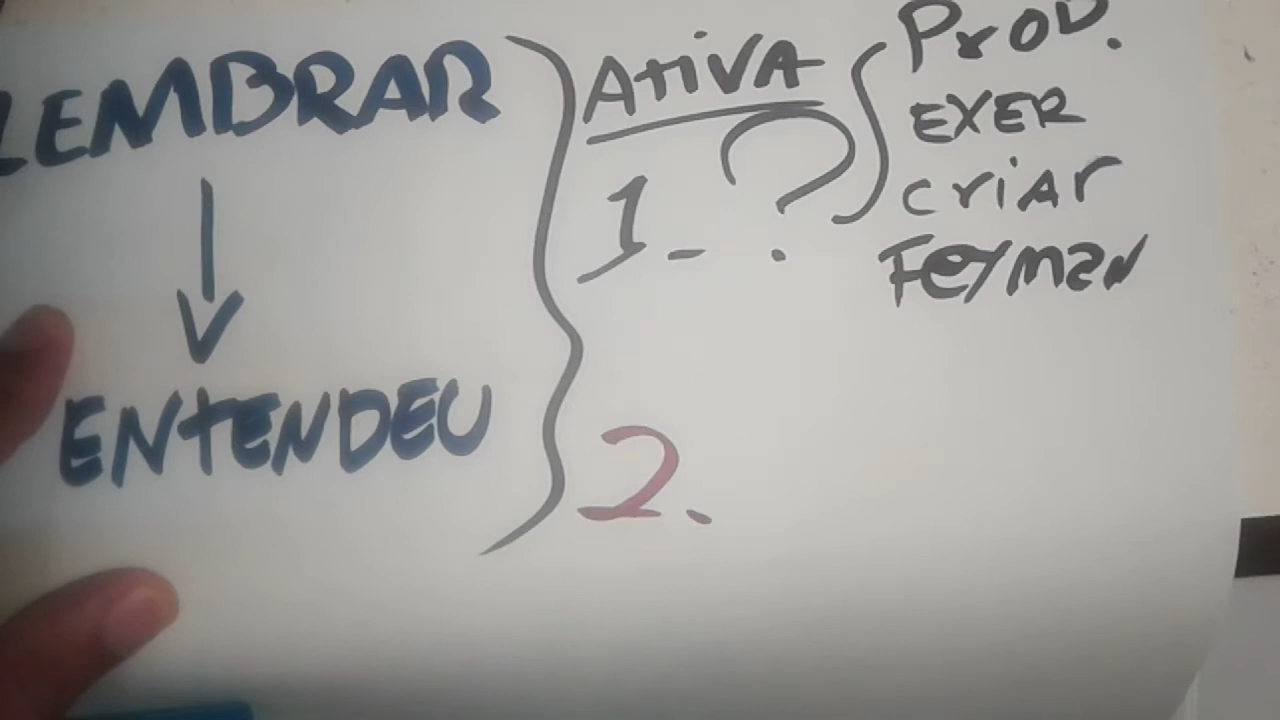 LEMBRAR
↓
ENTENDEU
ATIVA
1_ ?
2.
PROD.
EXER
CRIAR
FEYMAN